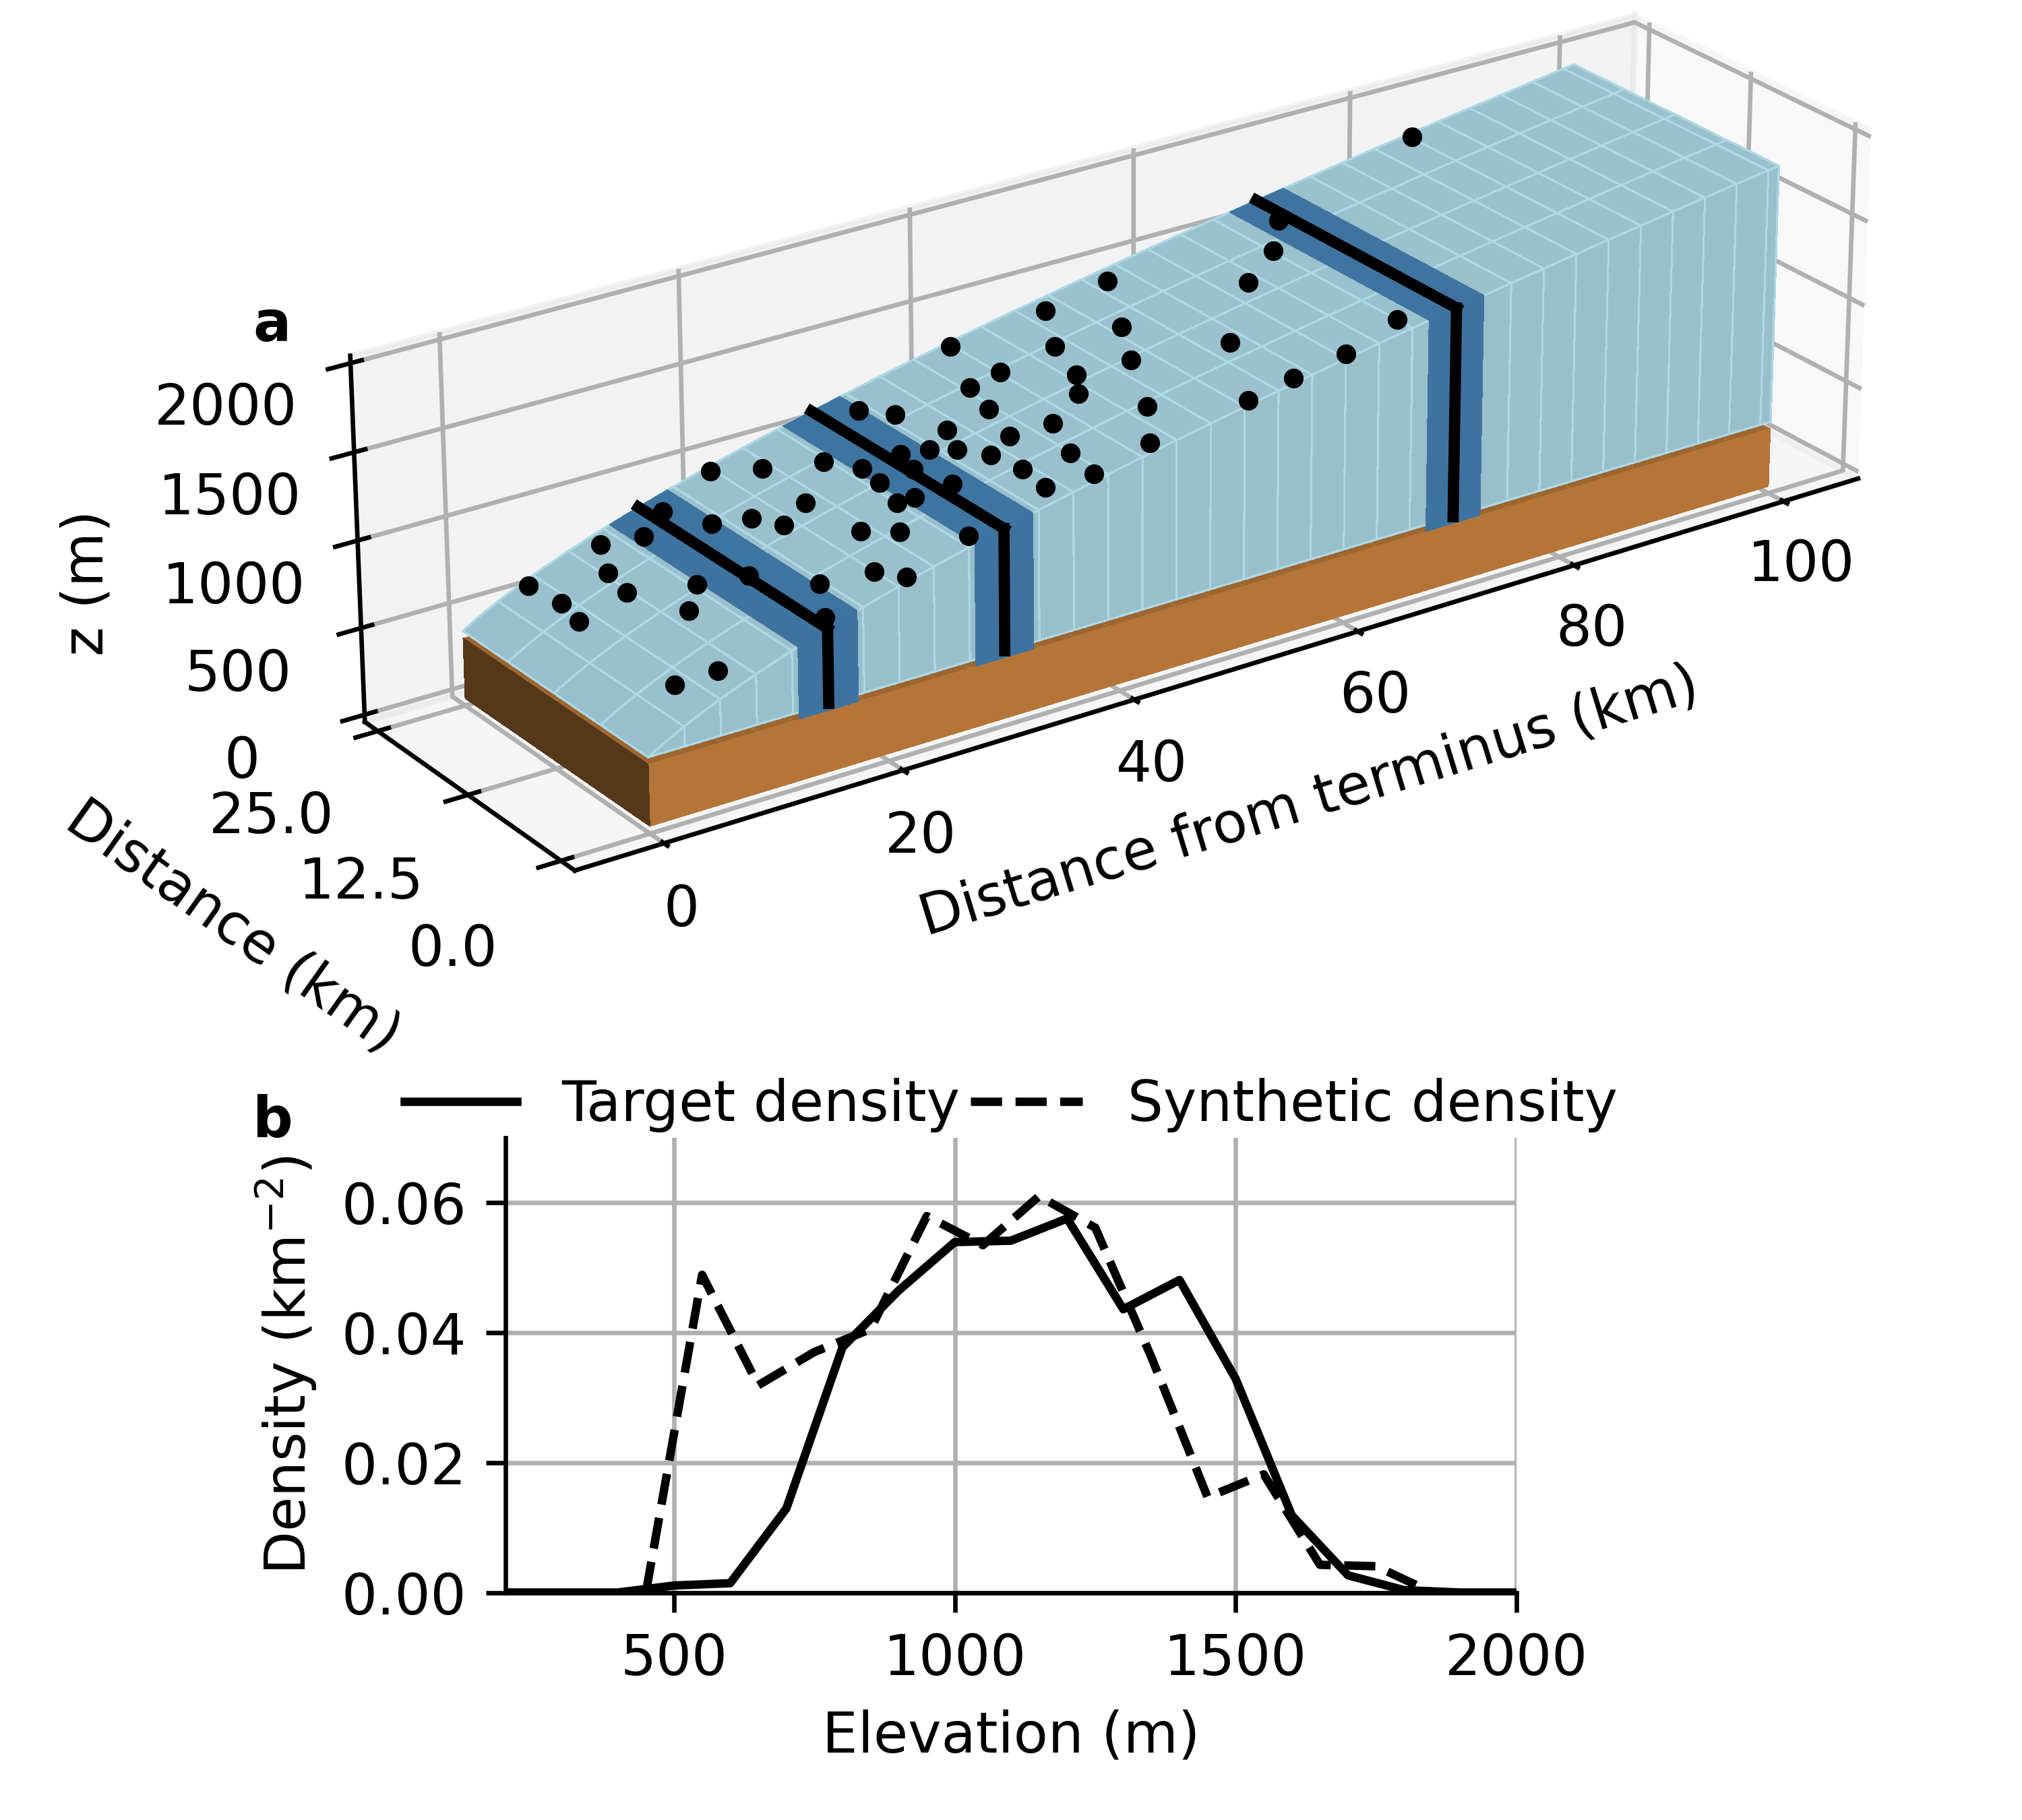 a
2000
1500
1000
500
0
z (m)
25.0
12.5
0.0
Distance (km)
0
20
40
60
80
100
Distance from terminus (km)
b
Target density
Synthetic density
0.06
0.04
0.02
0.00
Density (km⁻²)
500
1000
1500
2000
Elevation (m)